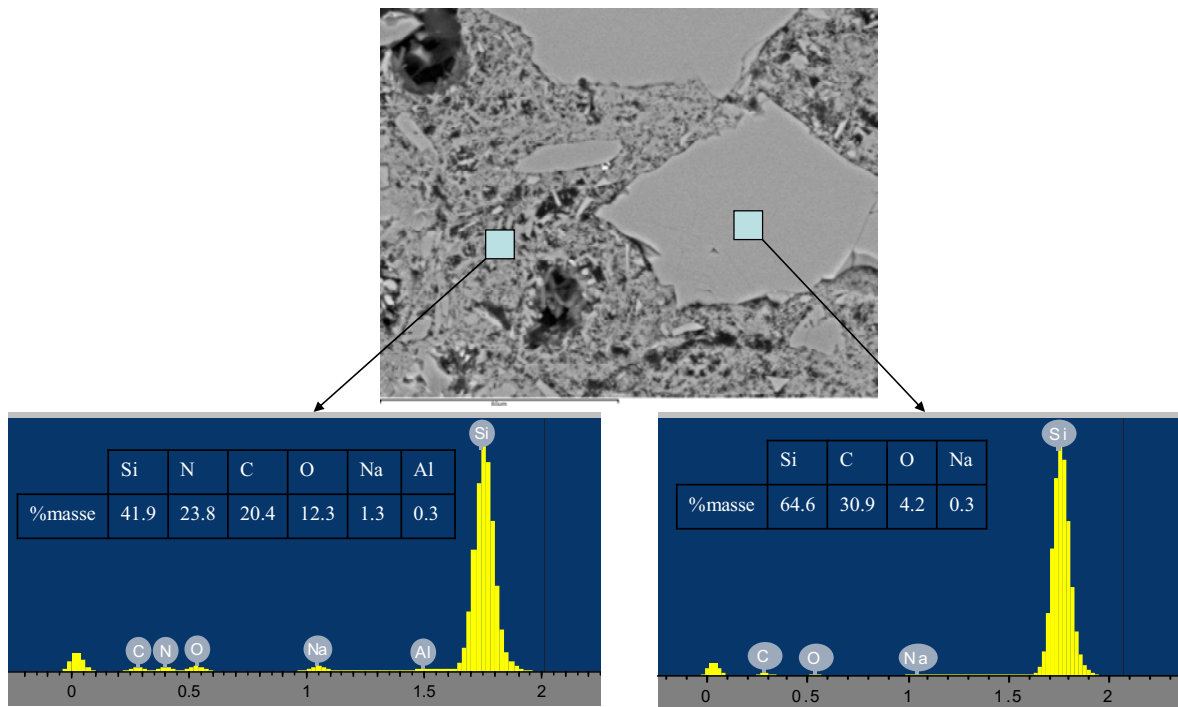 Si N C O Na Al
%masse 41.9 23.8 20.4 12.3 1.3 0.3
Si
C N O Na Al
0 0.5 1 1.5 2
Si C O Na
%masse 64.6 30.9 4.2 0.3
Si
C O Na
0 0.5 1 1.5 2